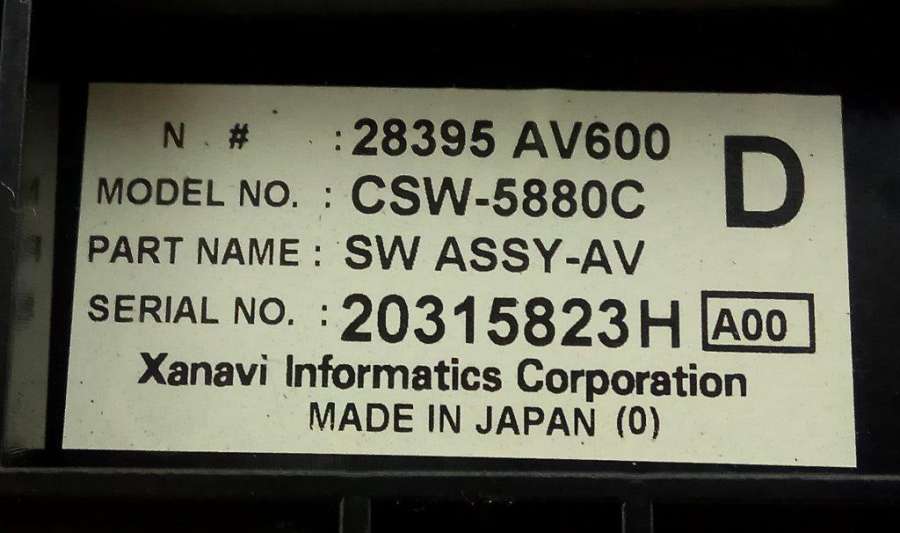 N # : 28395 AV600 D
MODEL NO. : CSW-5880C
PART NAME : SW ASSY-AV
SERIAL NO. : 20315823H A00
Xanavi Informatics Corporation
MADE IN JAPAN (0)